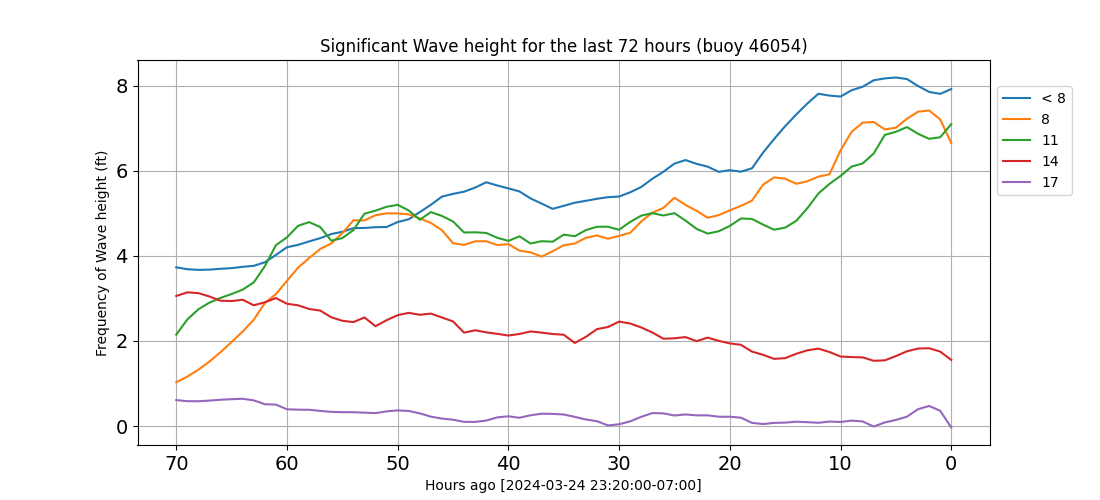 Significant Wave height for the last 72 hours (buoy 46054)
Frequency of Wave height (ft)
8
6
4
2
0
70 60 50 40 30 20 10 0
Hours ago [2024-03-24 23:20:00-07:00]
< 8
8
11
14
17